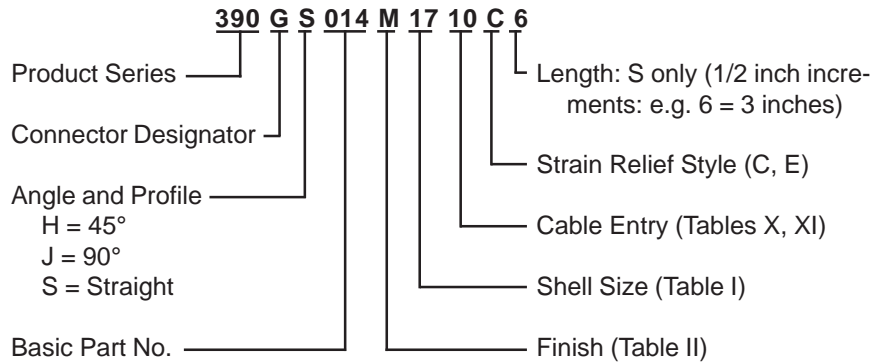 390 G S 014 M 17 10 C 6
Product Series
Connector Designator
Angle and Profile
H = 45°
J = 90°
S = Straight
Basic Part No.
Length: S only (1/2 inch incre-
ments: e.g. 6 = 3 inches)
Strain Relief Style (C, E)
Cable Entry (Tables X, XI)
Shell Size (Table I)
Finish (Table II)